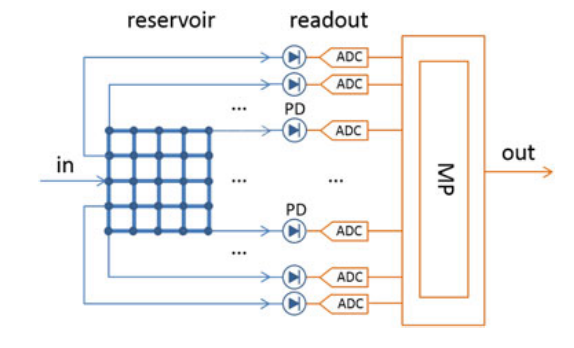 reservoir readout
ADC
ADC
... PD
ADC
in ... ... MP out
PD
ADC
...
ADC
ADC